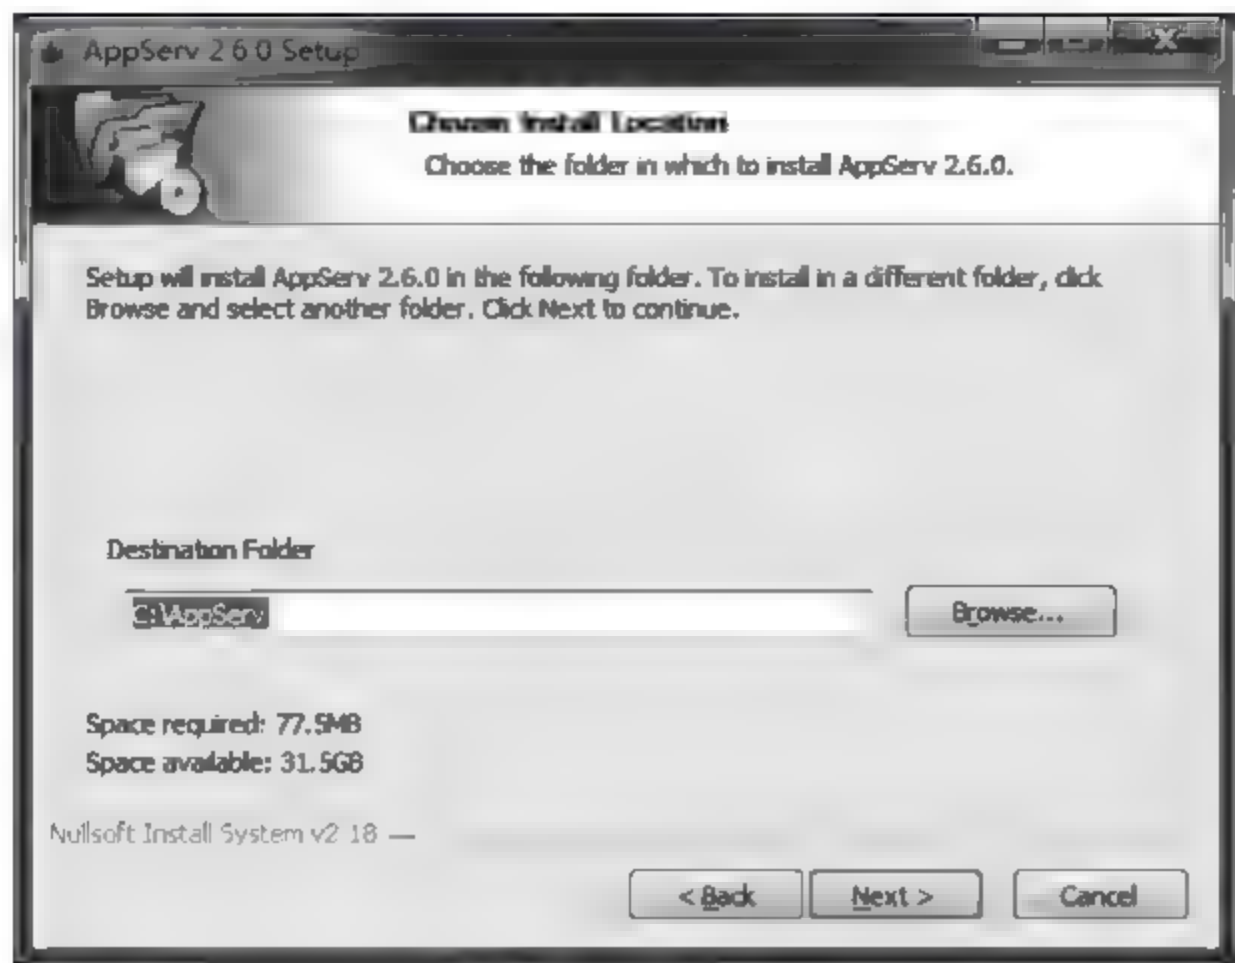 AppServ 2 6 0 Setup
Choose Install Location
Choose the folder in which to install AppServ 2.6.0.
Setup will install AppServ 2.6.0 in the following folder. To install in a different folder, click
Browse and select another folder. Click Next to continue.
Destination Folder
C:\AppServ
Browse...
Space required: 77.5MB
Space available: 31.5GB
Nullsoft Install System v2 18
< Back
Next >
Cancel